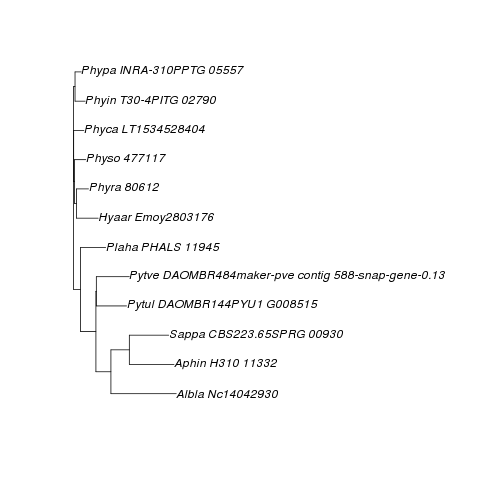 Phypa INRA-310PPTG 05557
Phyin T30-4PITG 02790
Phyca LT1534528404
Physo 477117
Phyra 80612
Hyaar Emoy2803176
Plaha PHALS 11945
Pytve DAOMBR484maker-pve contig 588-snap-gene-0.13
Pytul DAOMBR144PYU1 G008515
Sappa CBS223.65SPRG 00930
Aphin H310 11332
Albla Nc14042930